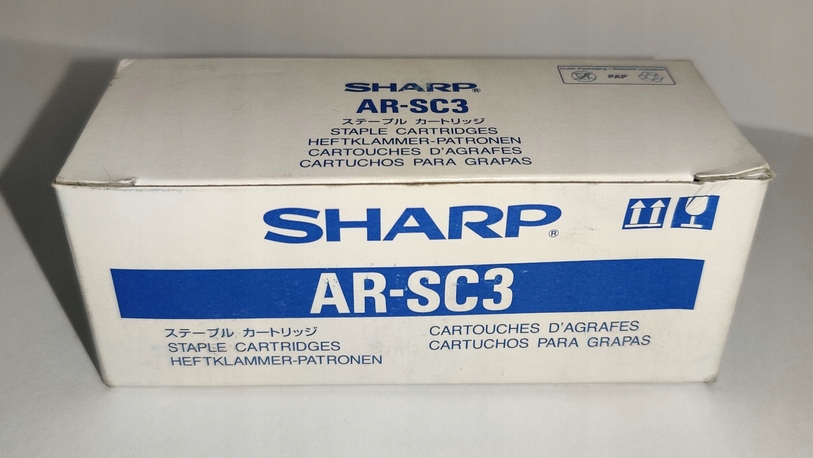 SHARP®
AR-SC3
ステープル カートリッジ
STAPLE CARTRIDGES
HEFTKLAMMER-PATRONEN
CARTOUCHES D'AGRAFES
CARTUCHOS PARA GRAPAS
PAP
SHARP®
AR-SC3
ステープル カートリッジ
STAPLE CARTRIDGES
HEFTKLAMMER-PATRONEN
CARTOUCHES D'AGRAFES
CARTUCHOS PARA GRAPAS